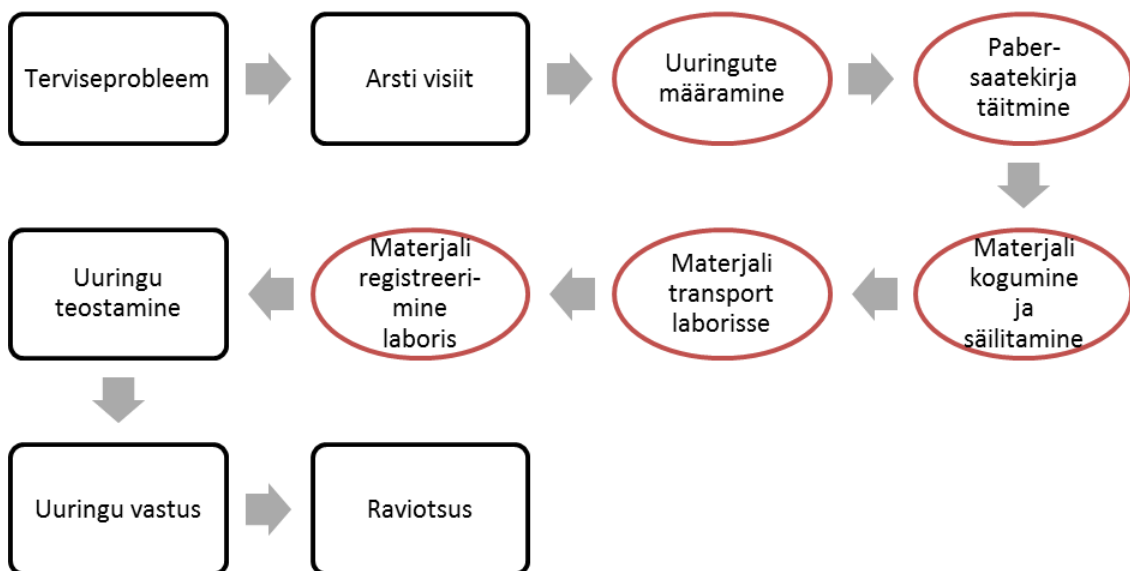 Terviseprobleem
Arsti visiit
Uuringute
määramine
Paber-
saatekirja
täitmine
Materjali
kogumine
ja
säilitamine
Materjali
transport
laborisse
Materjali
registreeri-
mine
laboris
Uuringu
teostamine
Uuringu vastus
Raviotsus